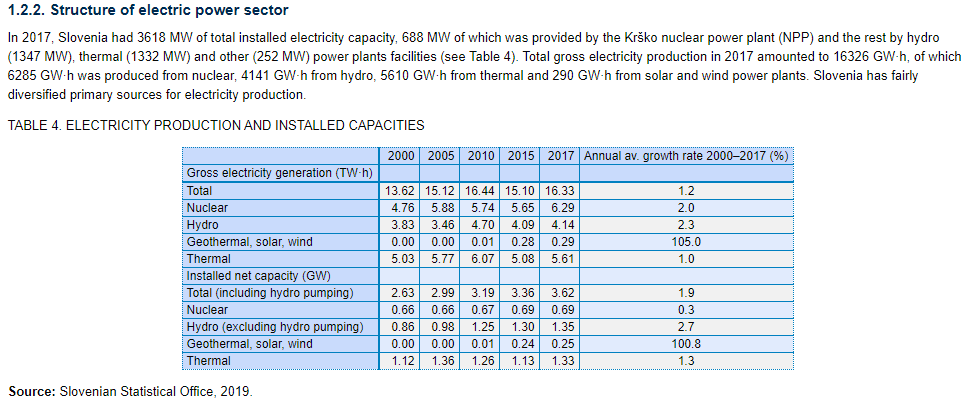 1.2.2. Structure of electric power sector
In 2017, Slovenia had 3618 MW of total installed electricity capacity, 688 MW of which was provided by the Krško nuclear power plant (NPP) and the rest by hydro
(1347 MW), thermal (1332 MW) and other (252 MW) power plants facilities (see Table 4). Total gross electricity production in 2017 amounted to 16326 GW·h, of which
6285 GW·h was produced from nuclear, 4141 GW·h from hydro, 5610 GW·h from thermal and 290 GW·h from solar and wind power plants. Slovenia has fairly
diversified primary sources for electricity production.
TABLE 4. ELECTRICITY PRODUCTION AND INSTALLED CAPACITIES
2000 2005 2010 2015 2017 Annual av. growth rate 2000–2017 (%)
Gross electricity generation (TW·h)
Total 13.62 15.12 16.44 15.10 16.33 1.2
Nuclear 4.76 5.88 5.74 5.65 6.29 2.0
Hydro 3.83 3.46 4.70 4.09 4.14 2.3
Geothermal, solar, wind 0.00 0.00 0.01 0.28 0.29 105.0
Thermal 5.03 5.77 6.07 5.08 5.61 1.0
Installed net capacity (GW)
Total (including hydro pumping) 2.63 2.99 3.19 3.36 3.62 1.9
Nuclear 0.66 0.66 0.67 0.69 0.69 0.3
Hydro (excluding hydro pumping) 0.86 0.98 1.25 1.30 1.35 2.7
Geothermal, solar, wind 0.00 0.00 0.01 0.24 0.25 100.8
Thermal 1.12 1.36 1.26 1.13 1.33 1.3
Source: Slovenian Statistical Office, 2019.